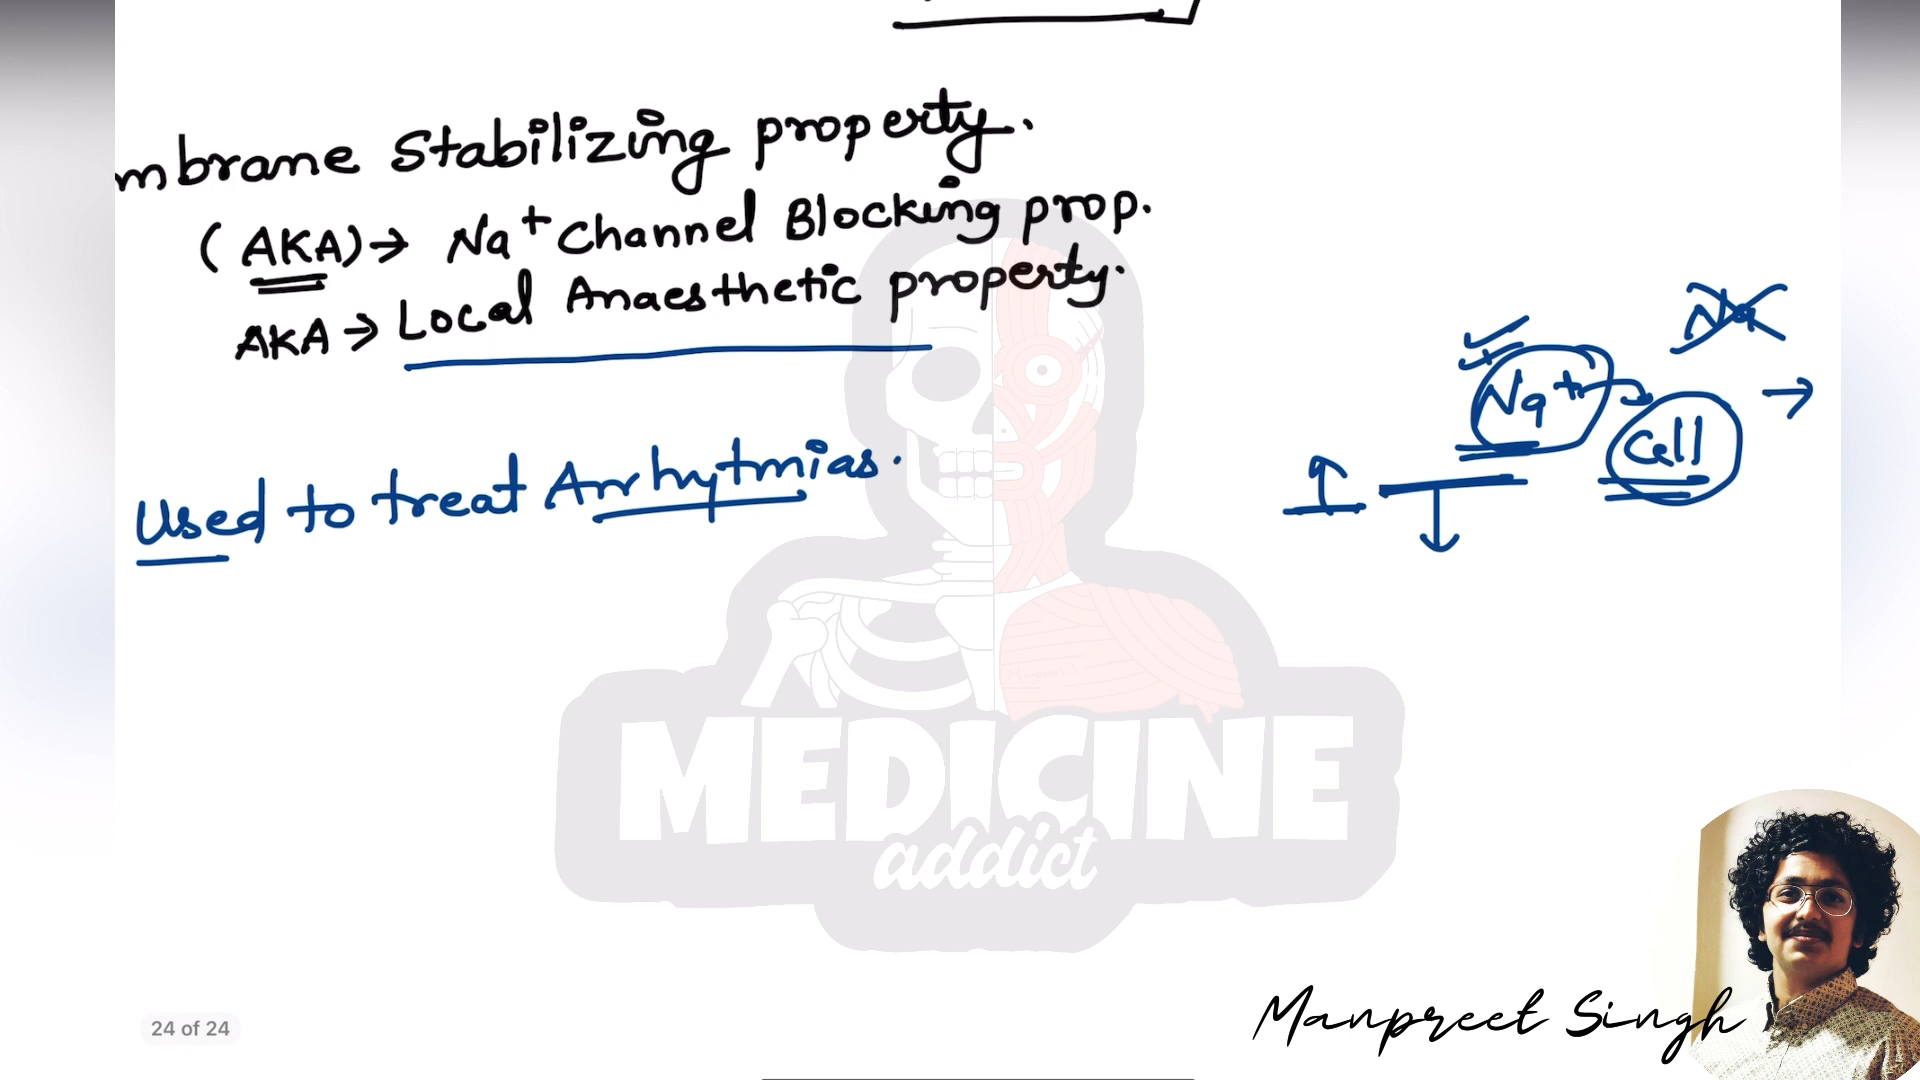 mbrane Stabilizing property.
(AKA) → Na+ Channel Blocking prop.
AKA → Local Anaesthetic property.
Used to treat Arrhytmias.
Na
Na+
Cell
MEDICINE
addict
Manpreet Singh
24 of 24